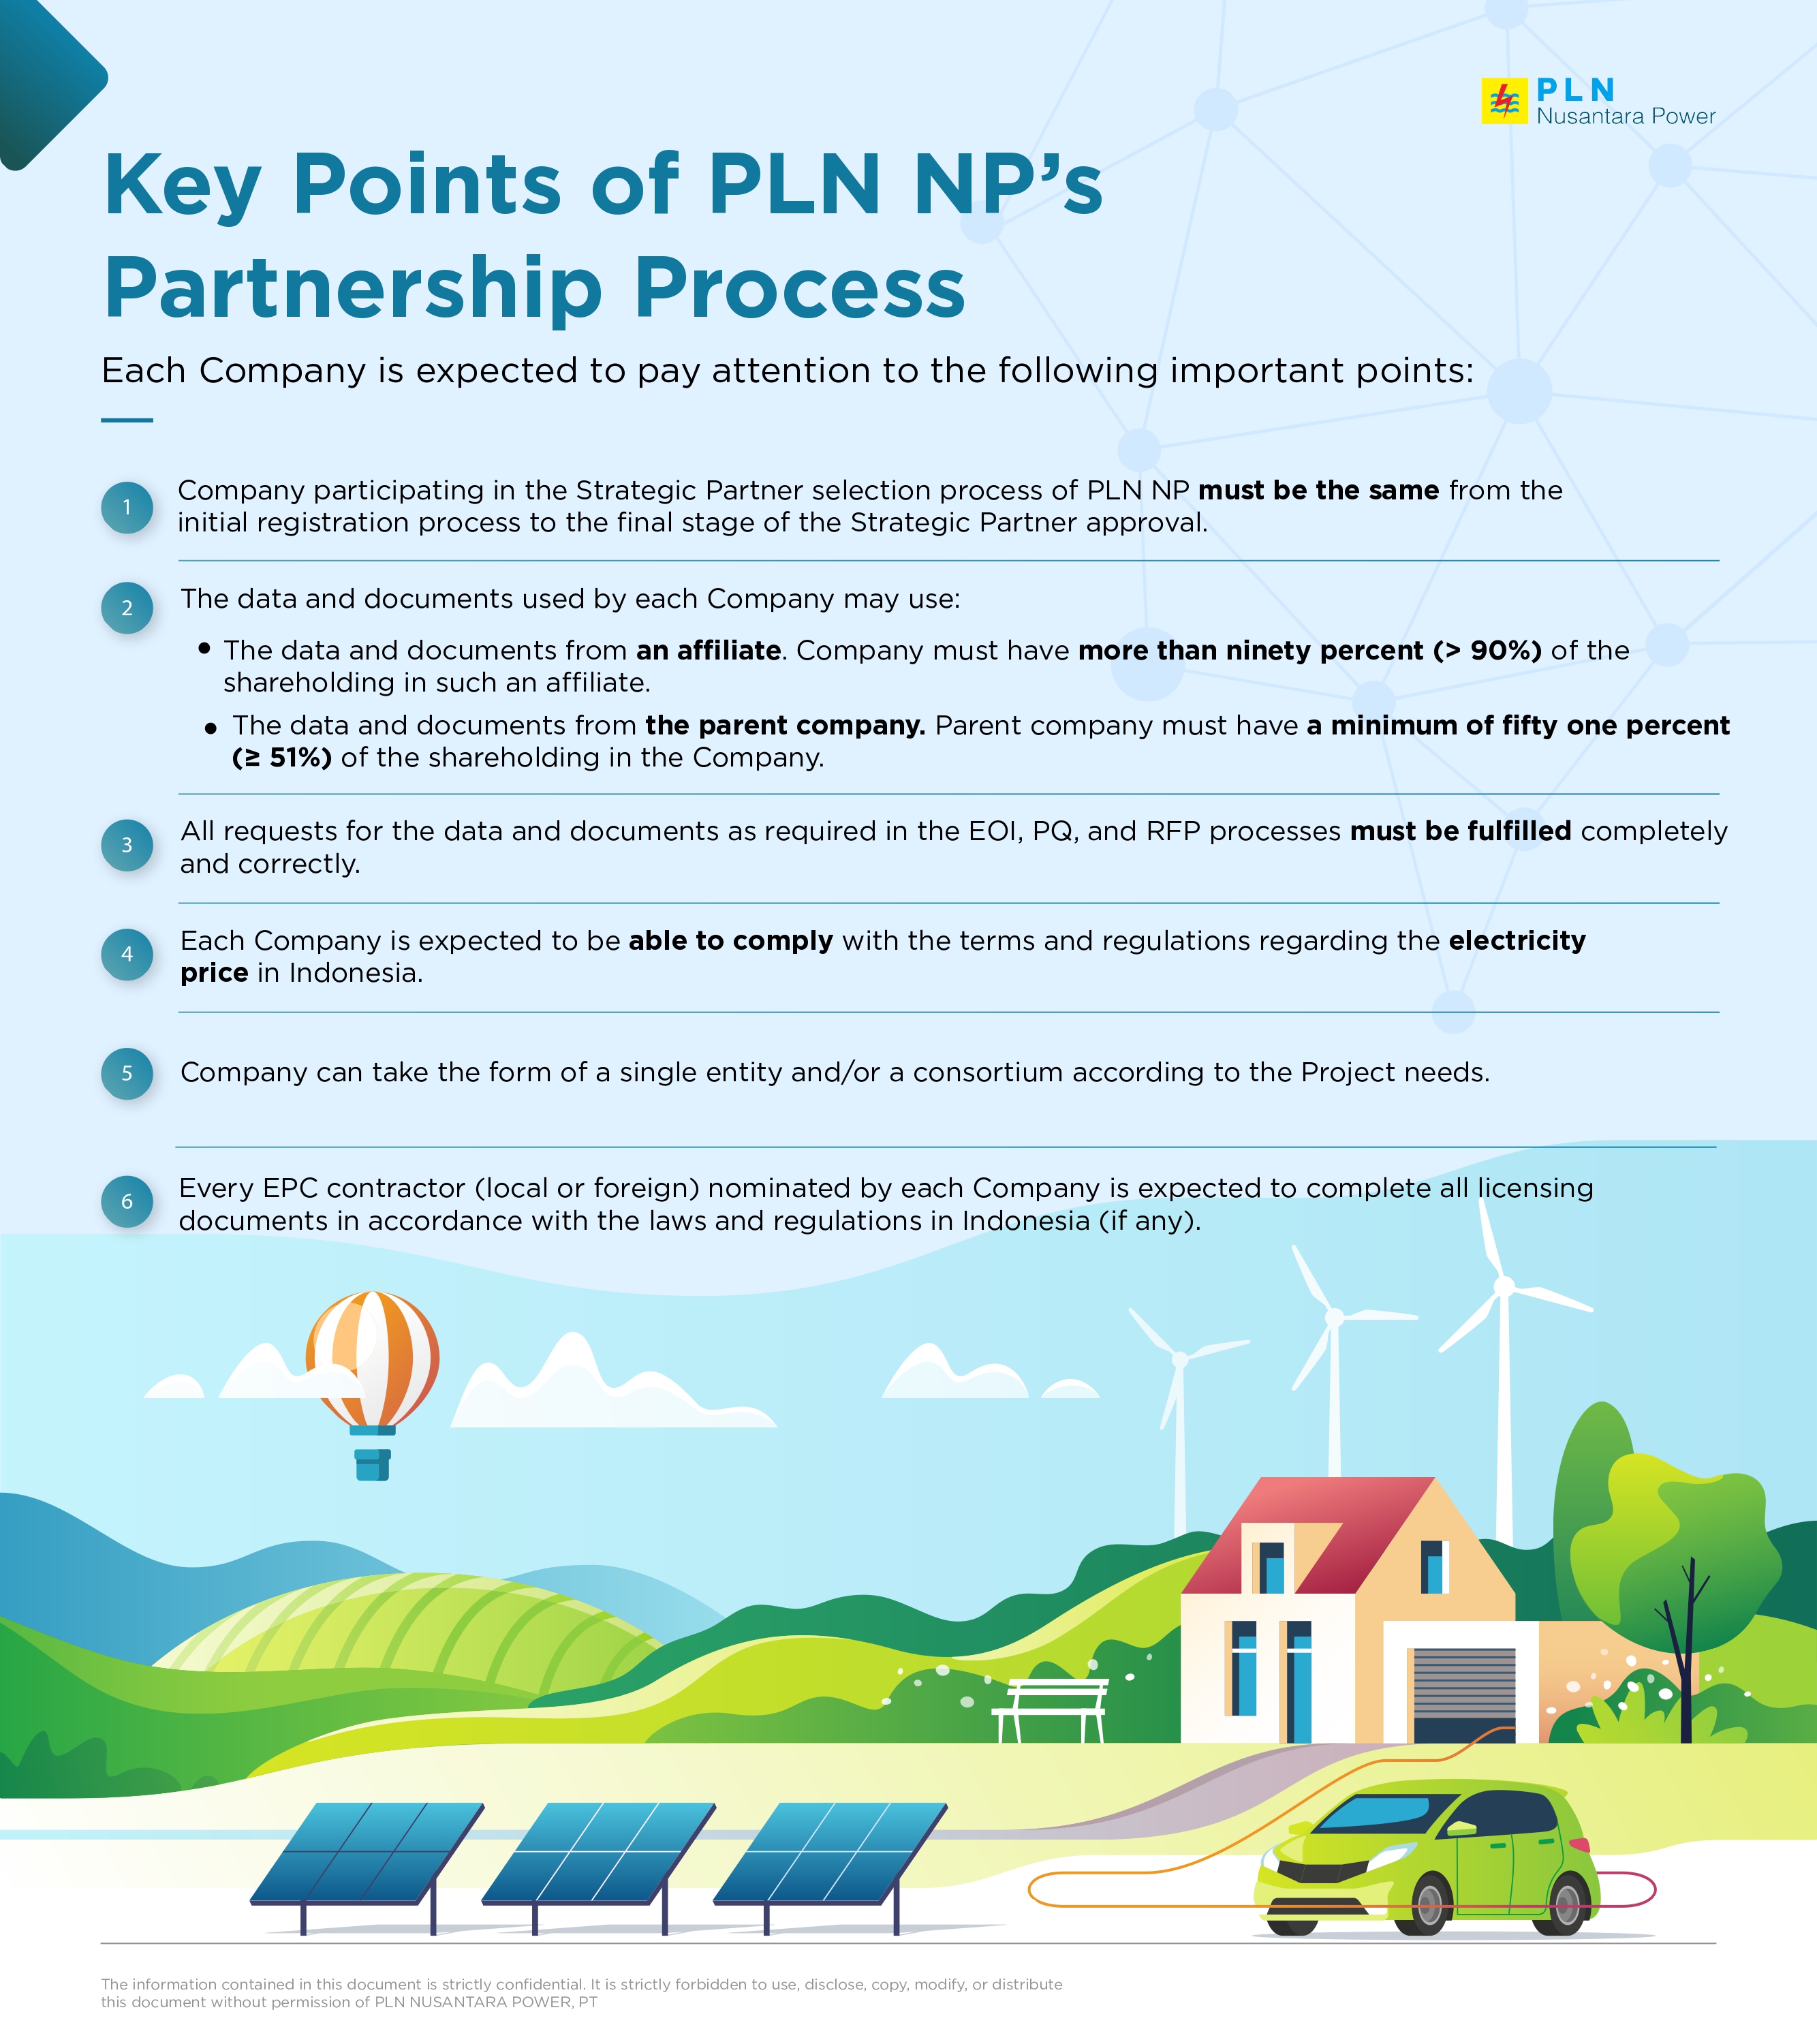 PLN
Nusantara Power
Key Points of PLN NP’s
Partnership Process
Each Company is expected to pay attention to the following important points:
1
Company participating in the Strategic Partner selection process of PLN NP must be the same from the
initial registration process to the final stage of the Strategic Partner approval.
2
The data and documents used by each Company may use:
• The data and documents from an affiliate. Company must have more than ninety percent (> 90%) of the
shareholding in such an affiliate.
• The data and documents from the parent company. Parent company must have a minimum of fifty one percent
(≥ 51%) of the shareholding in the Company.
3
All requests for the data and documents as required in the EOI, PQ, and RFP processes must be fulfilled completely
and correctly.
4
Each Company is expected to be able to comply with the terms and regulations regarding the electricity
price in Indonesia.
5
Company can take the form of a single entity and/or a consortium according to the Project needs.
6
Every EPC contractor (local or foreign) nominated by each Company is expected to complete all licensing
documents in accordance with the laws and regulations in Indonesia (if any).
The information contained in this document is strictly confidential. It is strictly forbidden to use, disclose, copy, modify, or distribute
this document without permission of PLN NUSANTARA POWER, PT